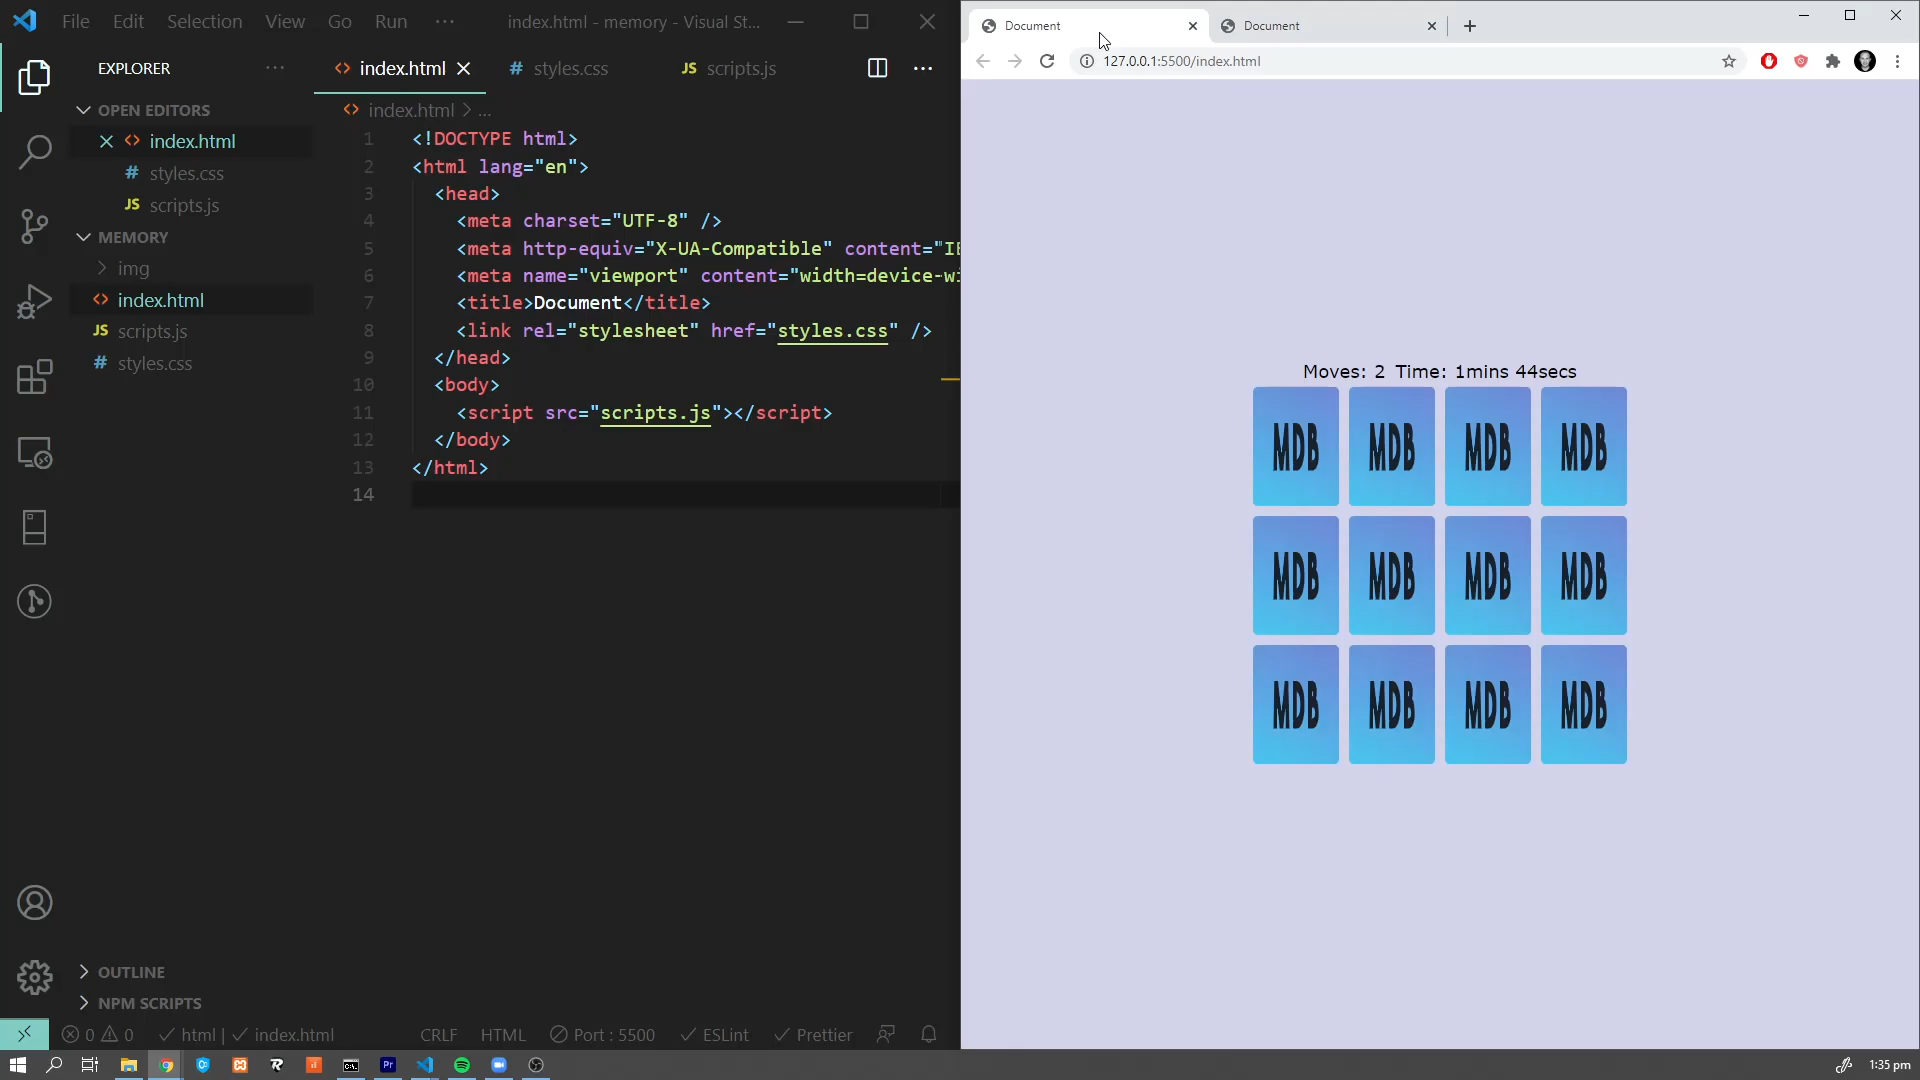 File Edit Selection View Go Run ··· index.html - memory - Visual St...
EXPLORER ···
OPEN EDITORS
index.html
# styles.css
JS scripts.js
MEMORY
img
index.html
JS scripts.js
# styles.css
OUTLINE
NPM SCRIPTS
index.html # styles.css JS scripts.js ···
<> index.html > ...
1 <!DOCTYPE html>
2 <html lang="en">
3 <head>
4 <meta charset="UTF-8" />
5 <meta http-equiv="X-UA-Compatible" content="IE
6 <meta name="viewport" content="width=device-wi
7 <title>Document</title>
8 <link rel="stylesheet" href="styles.css" />
9 </head>
10 <body>
11 <script src="scripts.js"></script>
12 </body>
13 </html>
14
0 0 html | index.html CRLF HTML Port : 5500 ESLint Prettier
Document Document
127.0.0.1:5500/index.html
Moves: 2 Time: 1mins 44secs
MDB MDB MDB MDB
MDB MDB MDB MDB
MDB MDB MDB MDB
Pr 1:35 pm